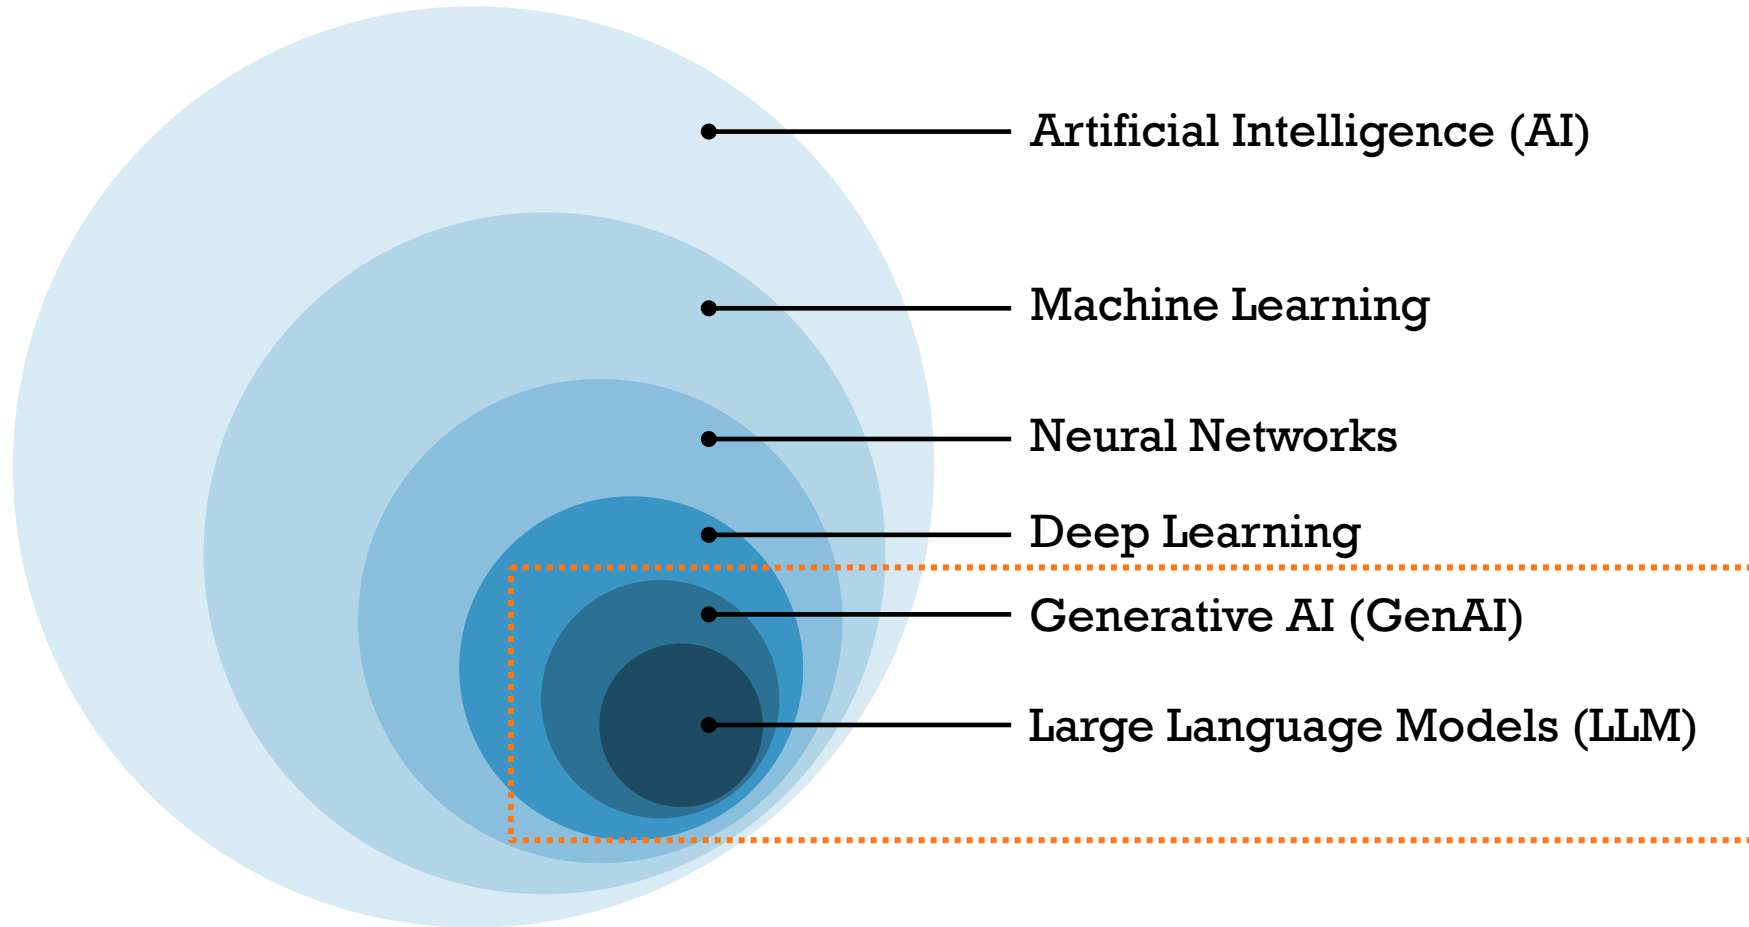 Artificial Intelligence (AI)
Machine Learning
Neural Networks
Deep Learning
Generative AI (GenAI)
Large Language Models (LLM)